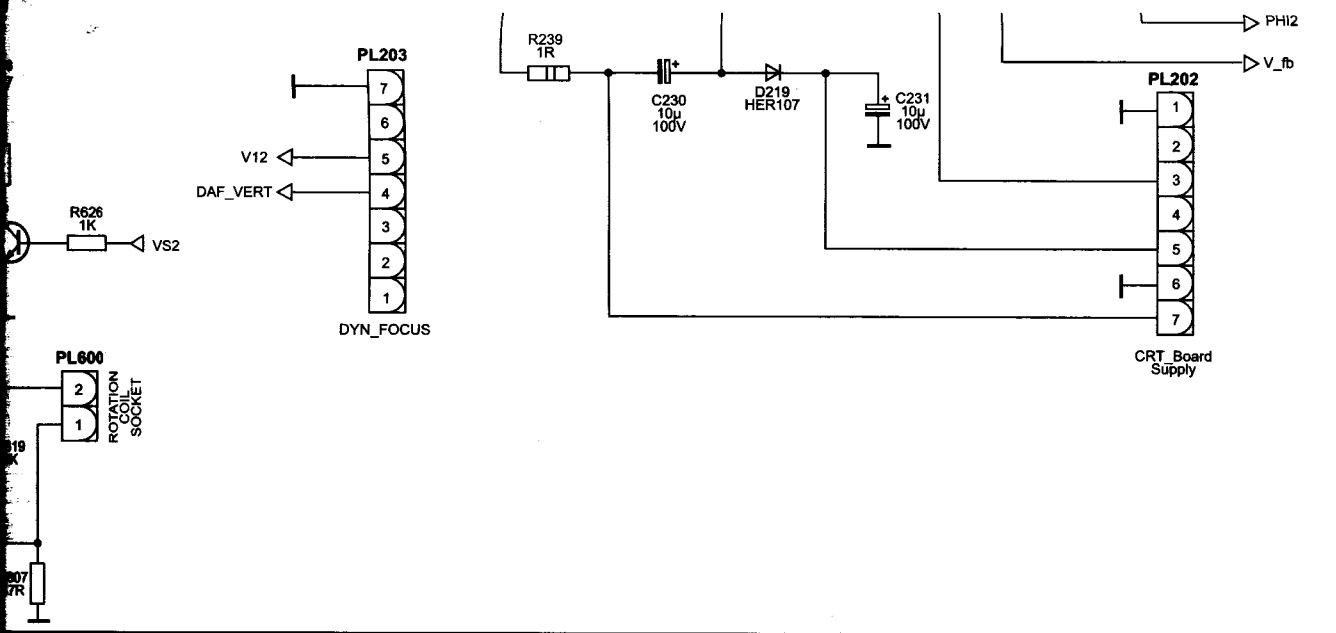 PHI2
V_fb
R239
1R
PL203
7
6
5
4
3
2
1
V12
DAF_VERT
DYN_FOCUS
C230
10µ
100V
D219
HER107
C231
10µ
100V
PL202
1
2
3
4
5
6
7
CRT_Board
Supply
R626
1K
VS2
PL600
2
1
ROTATION
COIL
SOCKET